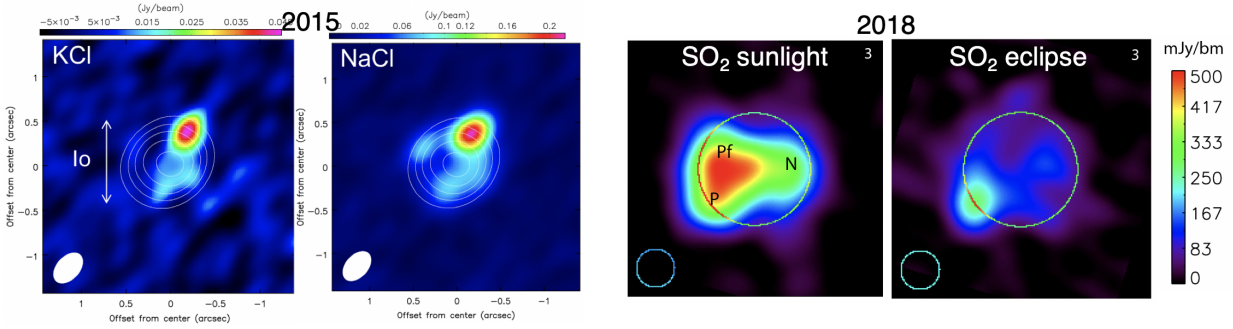 2015
2018
(Jy/beam)
−5×10⁻³ 5×10⁻³ 0.015 0.025 0.035
KCl
Io
Offset from center (arcsec)
1
0.5
0
−0.5
−1
1 0.5 0 −0.5 −1
Offset from center (arcsec)
(Jy/beam)
0 0.02 0.06 0.1 0.12 0.16 0.2
NaCl
Offset from center (arcsec)
1
0.5
0
−0.5
−1
1 0.5 0 −0.5 −1
Offset from center (arcsec)
SO₂ sunlight 3
Pf
N
P
SO₂ eclipse 3
mJy/bm
500
417
333
250
167
83
0